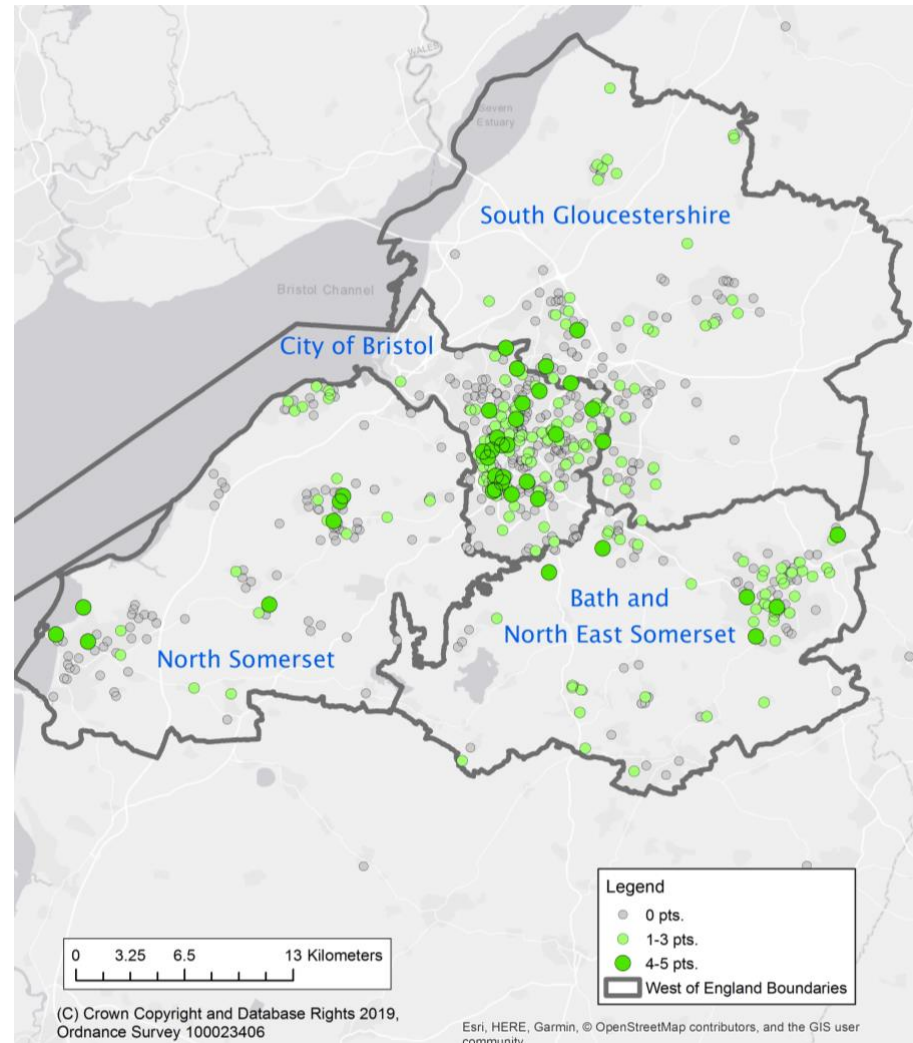 WALES
Severn
Estuary
South Gloucestershire
Bristol Channel
City of Bristol
Bath and
North East Somerset
North Somerset
Legend
0 pts.
1-3 pts.
4-5 pts.
West of England Boundaries
0 3.25 6.5 13 Kilometers
(C) Crown Copyright and Database Rights 2019,
Ordnance Survey 100023406
Esri, HERE, Garmin, © OpenStreetMap contributors, and the GIS user
community